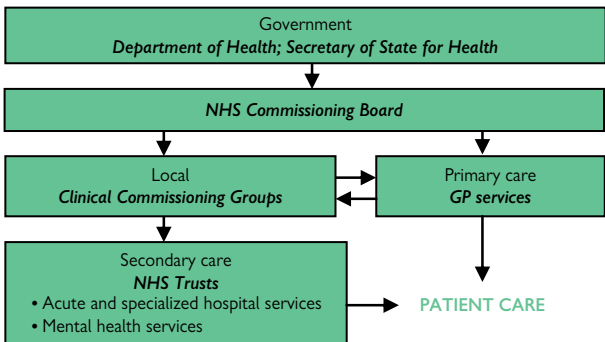 Government
Department of Health; Secretary of State for Health
NHS Commissioning Board
Local
Clinical Commissioning Groups
Primary care
GP services
Secondary care
NHS Trusts
• Acute and specialized hospital services
• Mental health services
PATIENT CARE